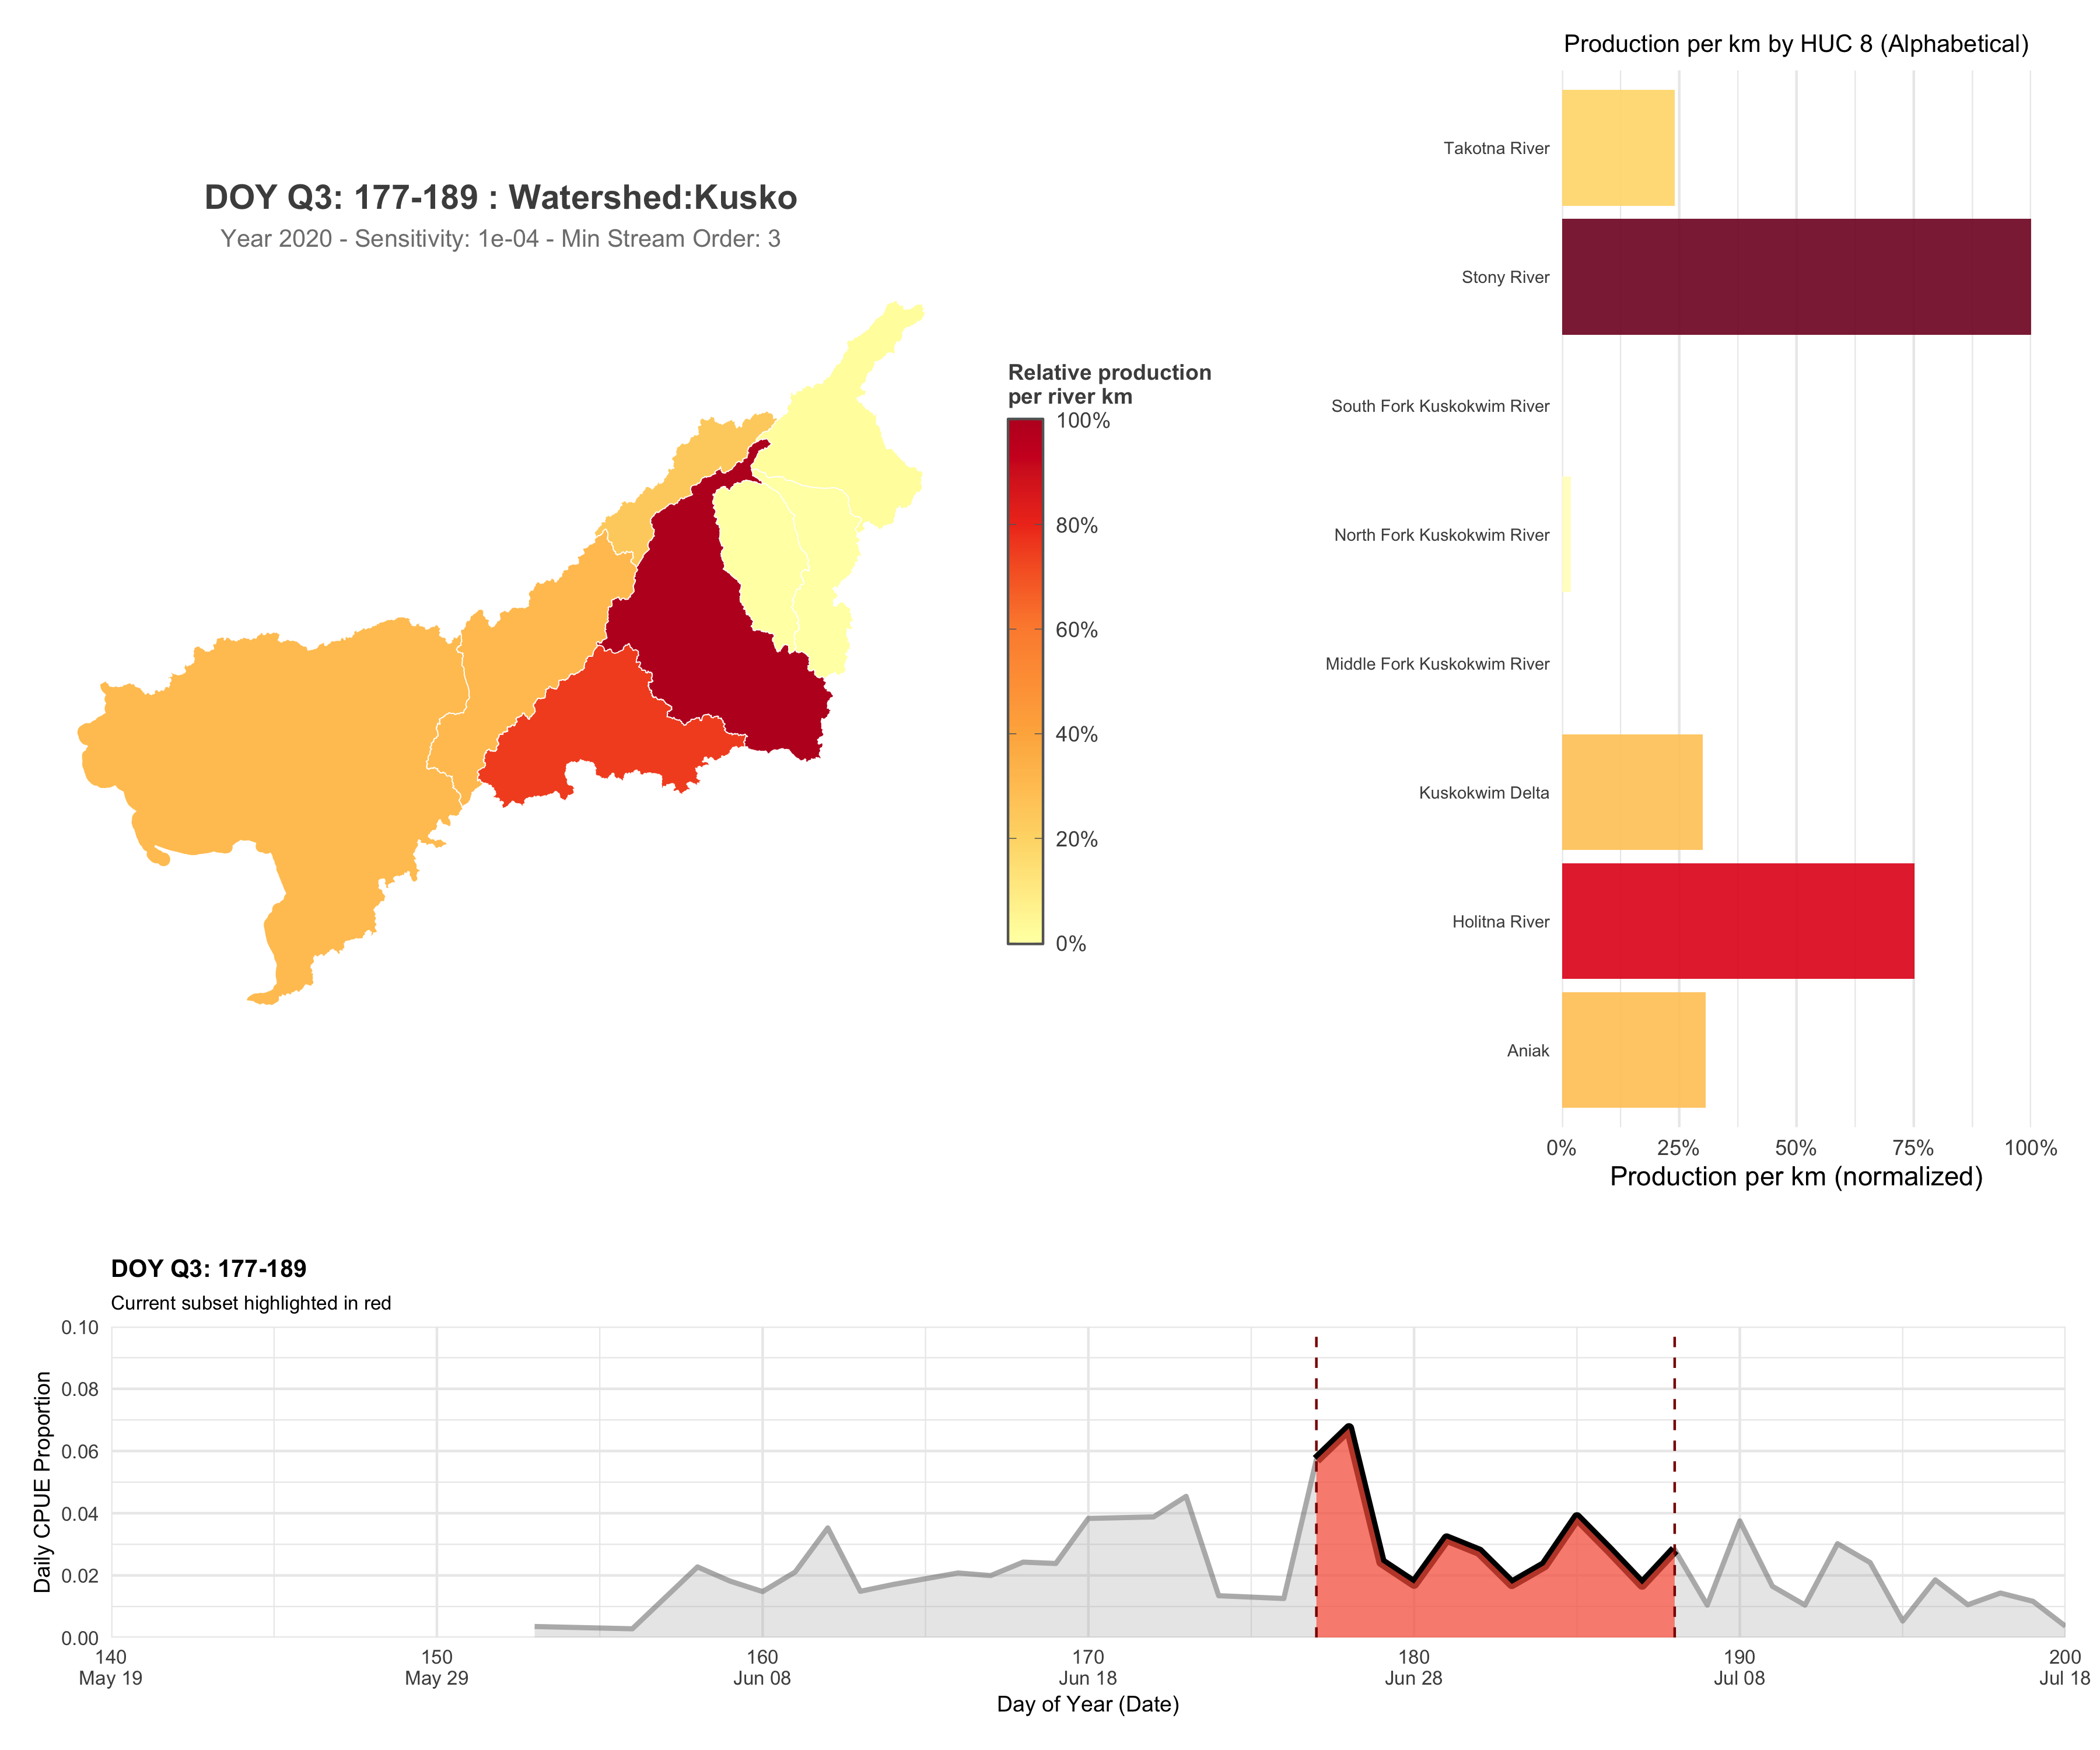 DOY Q3: 177-189 : Watershed:Kusko
Year 2020 - Sensitivity: 1e-04 - Min Stream Order: 3
Relative production
per river km
100%
80%
60%
40%
20%
0%
Production per km by HUC 8 (Alphabetical)
Takotna River
Stony River
South Fork Kuskokwim River
North Fork Kuskokwim River
Middle Fork Kuskokwim River
Kuskokwim Delta
Holitna River
Aniak
0% 25% 50% 75% 100%
Production per km (normalized)
DOY Q3: 177-189
Current subset highlighted in red
Daily CPUE Proportion
0.10
0.08
0.06
0.04
0.02
0.00
140 150 160 170 180 190 200
May 19 May 29 Jun 08 Jun 18 Jun 28 Jul 08 Jul 18
Day of Year (Date)